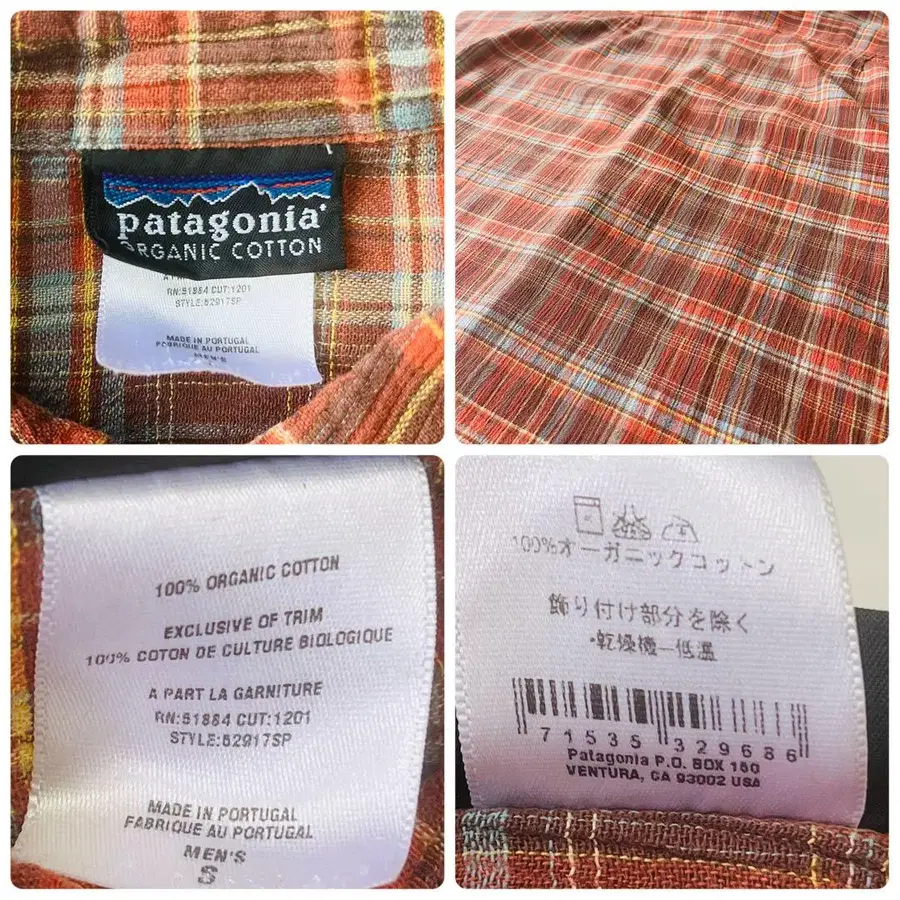 patagonia®
ORGANIC COTTON
RN:51884 CUT:1201
STYLE:52917SP
MADE IN PORTUGAL
FABRIQUE AU PORTUGAL
MEN'S
100% ORGANIC COTTON
EXCLUSIVE OF TRIM
100% COTON DE CULTURE BIOLOGIQUE
A PART LA GARNITURE
RN:51884 CUT:1201
STYLE:52917SP
MADE IN PORTUGAL
FABRIQUE AU PORTUGAL
MEN'S
S
100%オーガニックコットン
飾り付け部分を除く
・乾燥機—低温
7 1535 329686
Patagonia P.O. BOX 150
VENTURA, CA 93002 USA